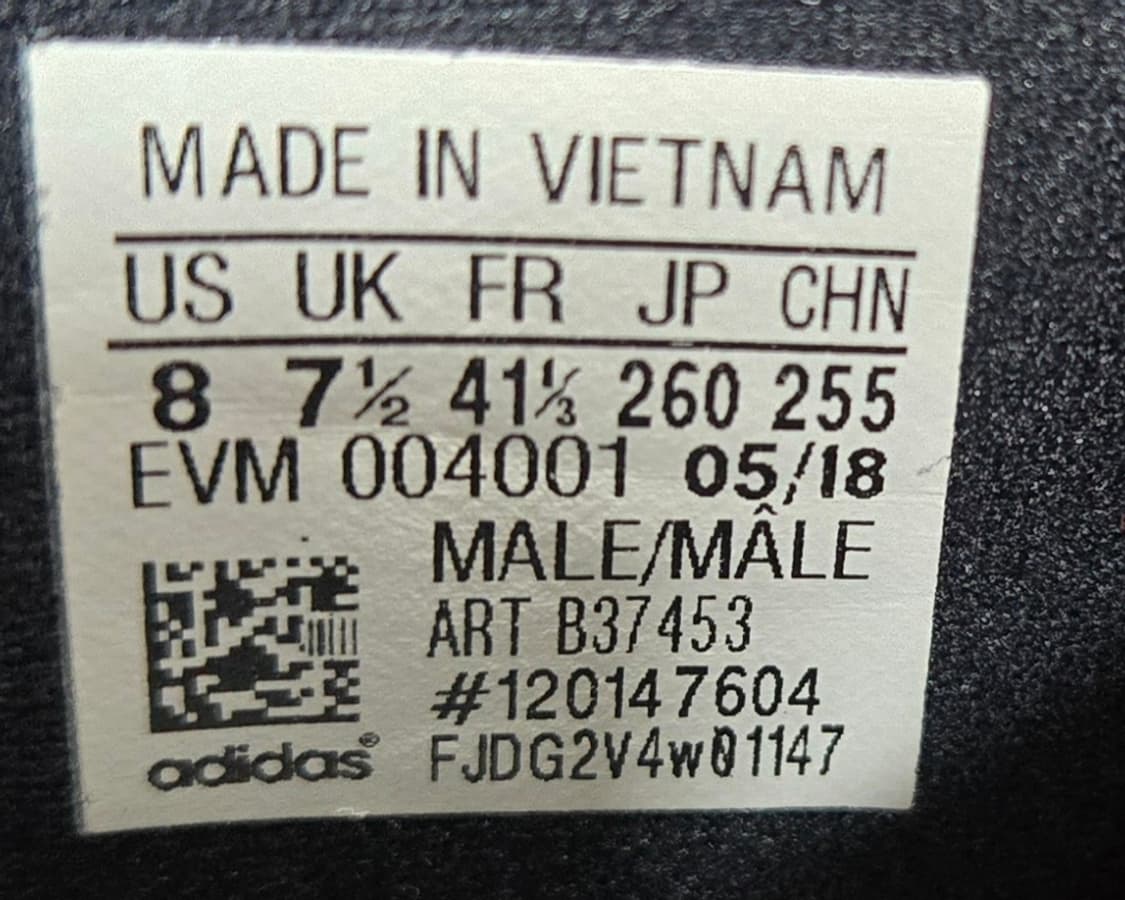 MADE IN VIETNAM
US UK FR JP CHN
8 7½ 41⅓ 260 255
EVM 004001 05/18
MALE/MÂLE
ART B37453
#120147604
adidas® FJDG2V4w01147